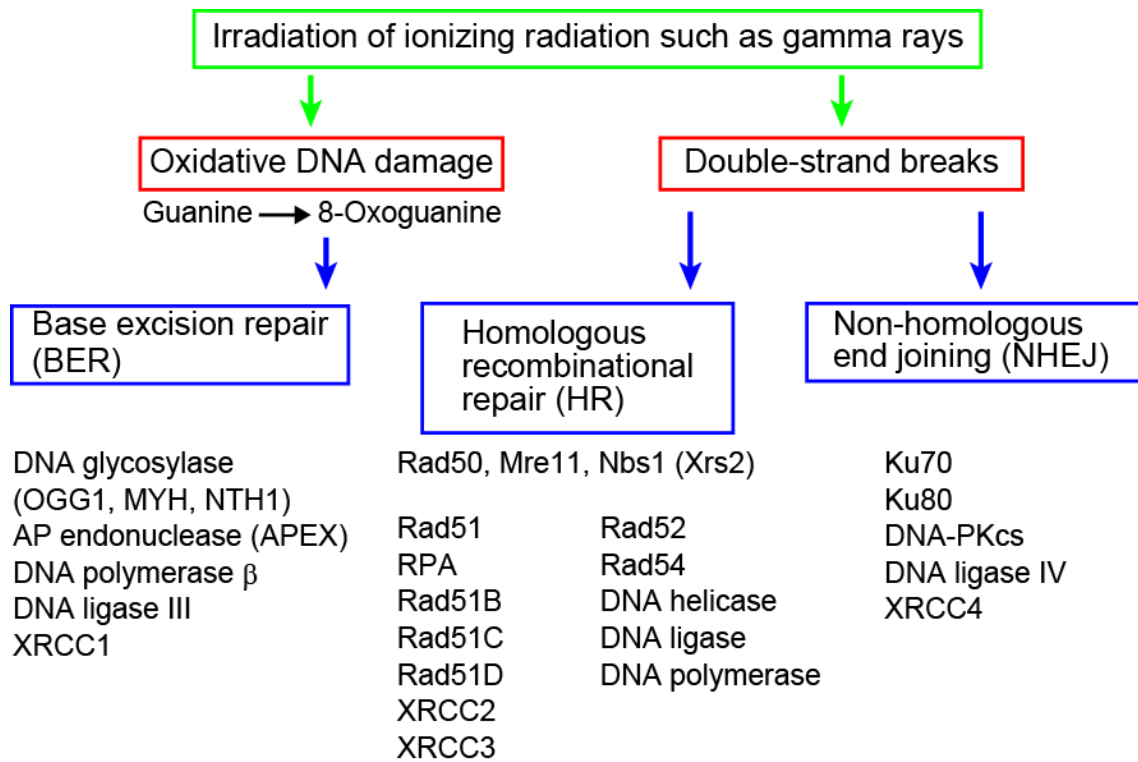 Irradiation of ionizing radiation such as gamma rays
Oxidative DNA damage
Double-strand breaks
Guanine → 8-Oxoguanine
Base excision repair
(BER)
Homologous
recombinational
repair (HR)
Non-homologous
end joining (NHEJ)
DNA glycosylase
(OGG1, MYH, NTH1)
AP endonuclease (APEX)
DNA polymerase β
DNA ligase III
XRCC1
Rad50, Mre11, Nbs1 (Xrs2)
Rad51
RPA
Rad51B
Rad51C
Rad51D
XRCC2
XRCC3
Rad52
Rad54
DNA helicase
DNA ligase
DNA polymerase
Ku70
Ku80
DNA-PKcs
DNA ligase IV
XRCC4